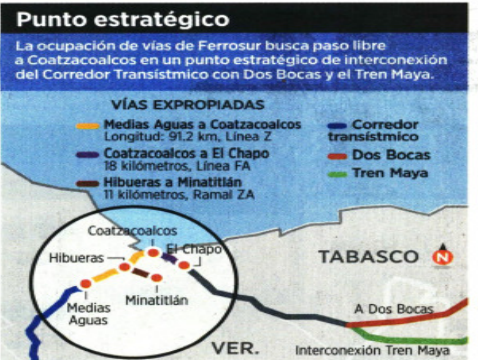 Punto estratégico
La ocupación de vías de Ferrosur busca paso libre
a Coatzacoalcos en un punto estratégico de interconexión
del Corredor Transístmico con Dos Bocas y el Tren Maya.
VÍAS EXPROPIADAS
Medias Aguas a Coatzacoalcos
Longitud: 91.2 km, Línea Z
Coatzacoalcos a El Chapo
18 kilómetros, Línea FA
Hibueras a Minatitlán
11 kilómetros, Ramal ZA
Corredor
transístmico
Dos Bocas
Tren Maya
Coatzacoalcos
Hibueras
El Chapo
Minatitlán
Medias
Aguas
TABASCO
N
A Dos Bocas
VER.
Interconexión Tren Maya